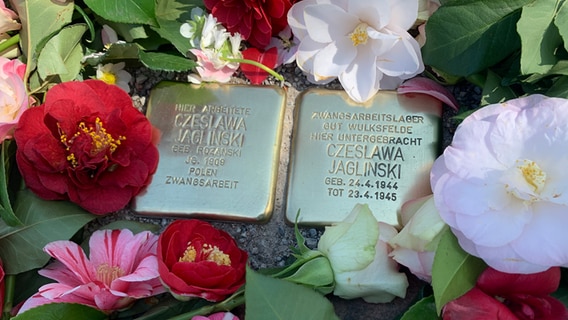 HIER ARBEITETE
CZESLAWA
JAGLINSKI
GEB. ROZANSKI
JG. 1909
POLEN
ZWANGSARBEIT
ZWANGSARBEITSLAGER
GUT WULKSFELDE
HIER UNTERGEBRACHT
CZESLAWA
JAGLINSKI
GEB. 24.4.1944
TOT 23.4.1945